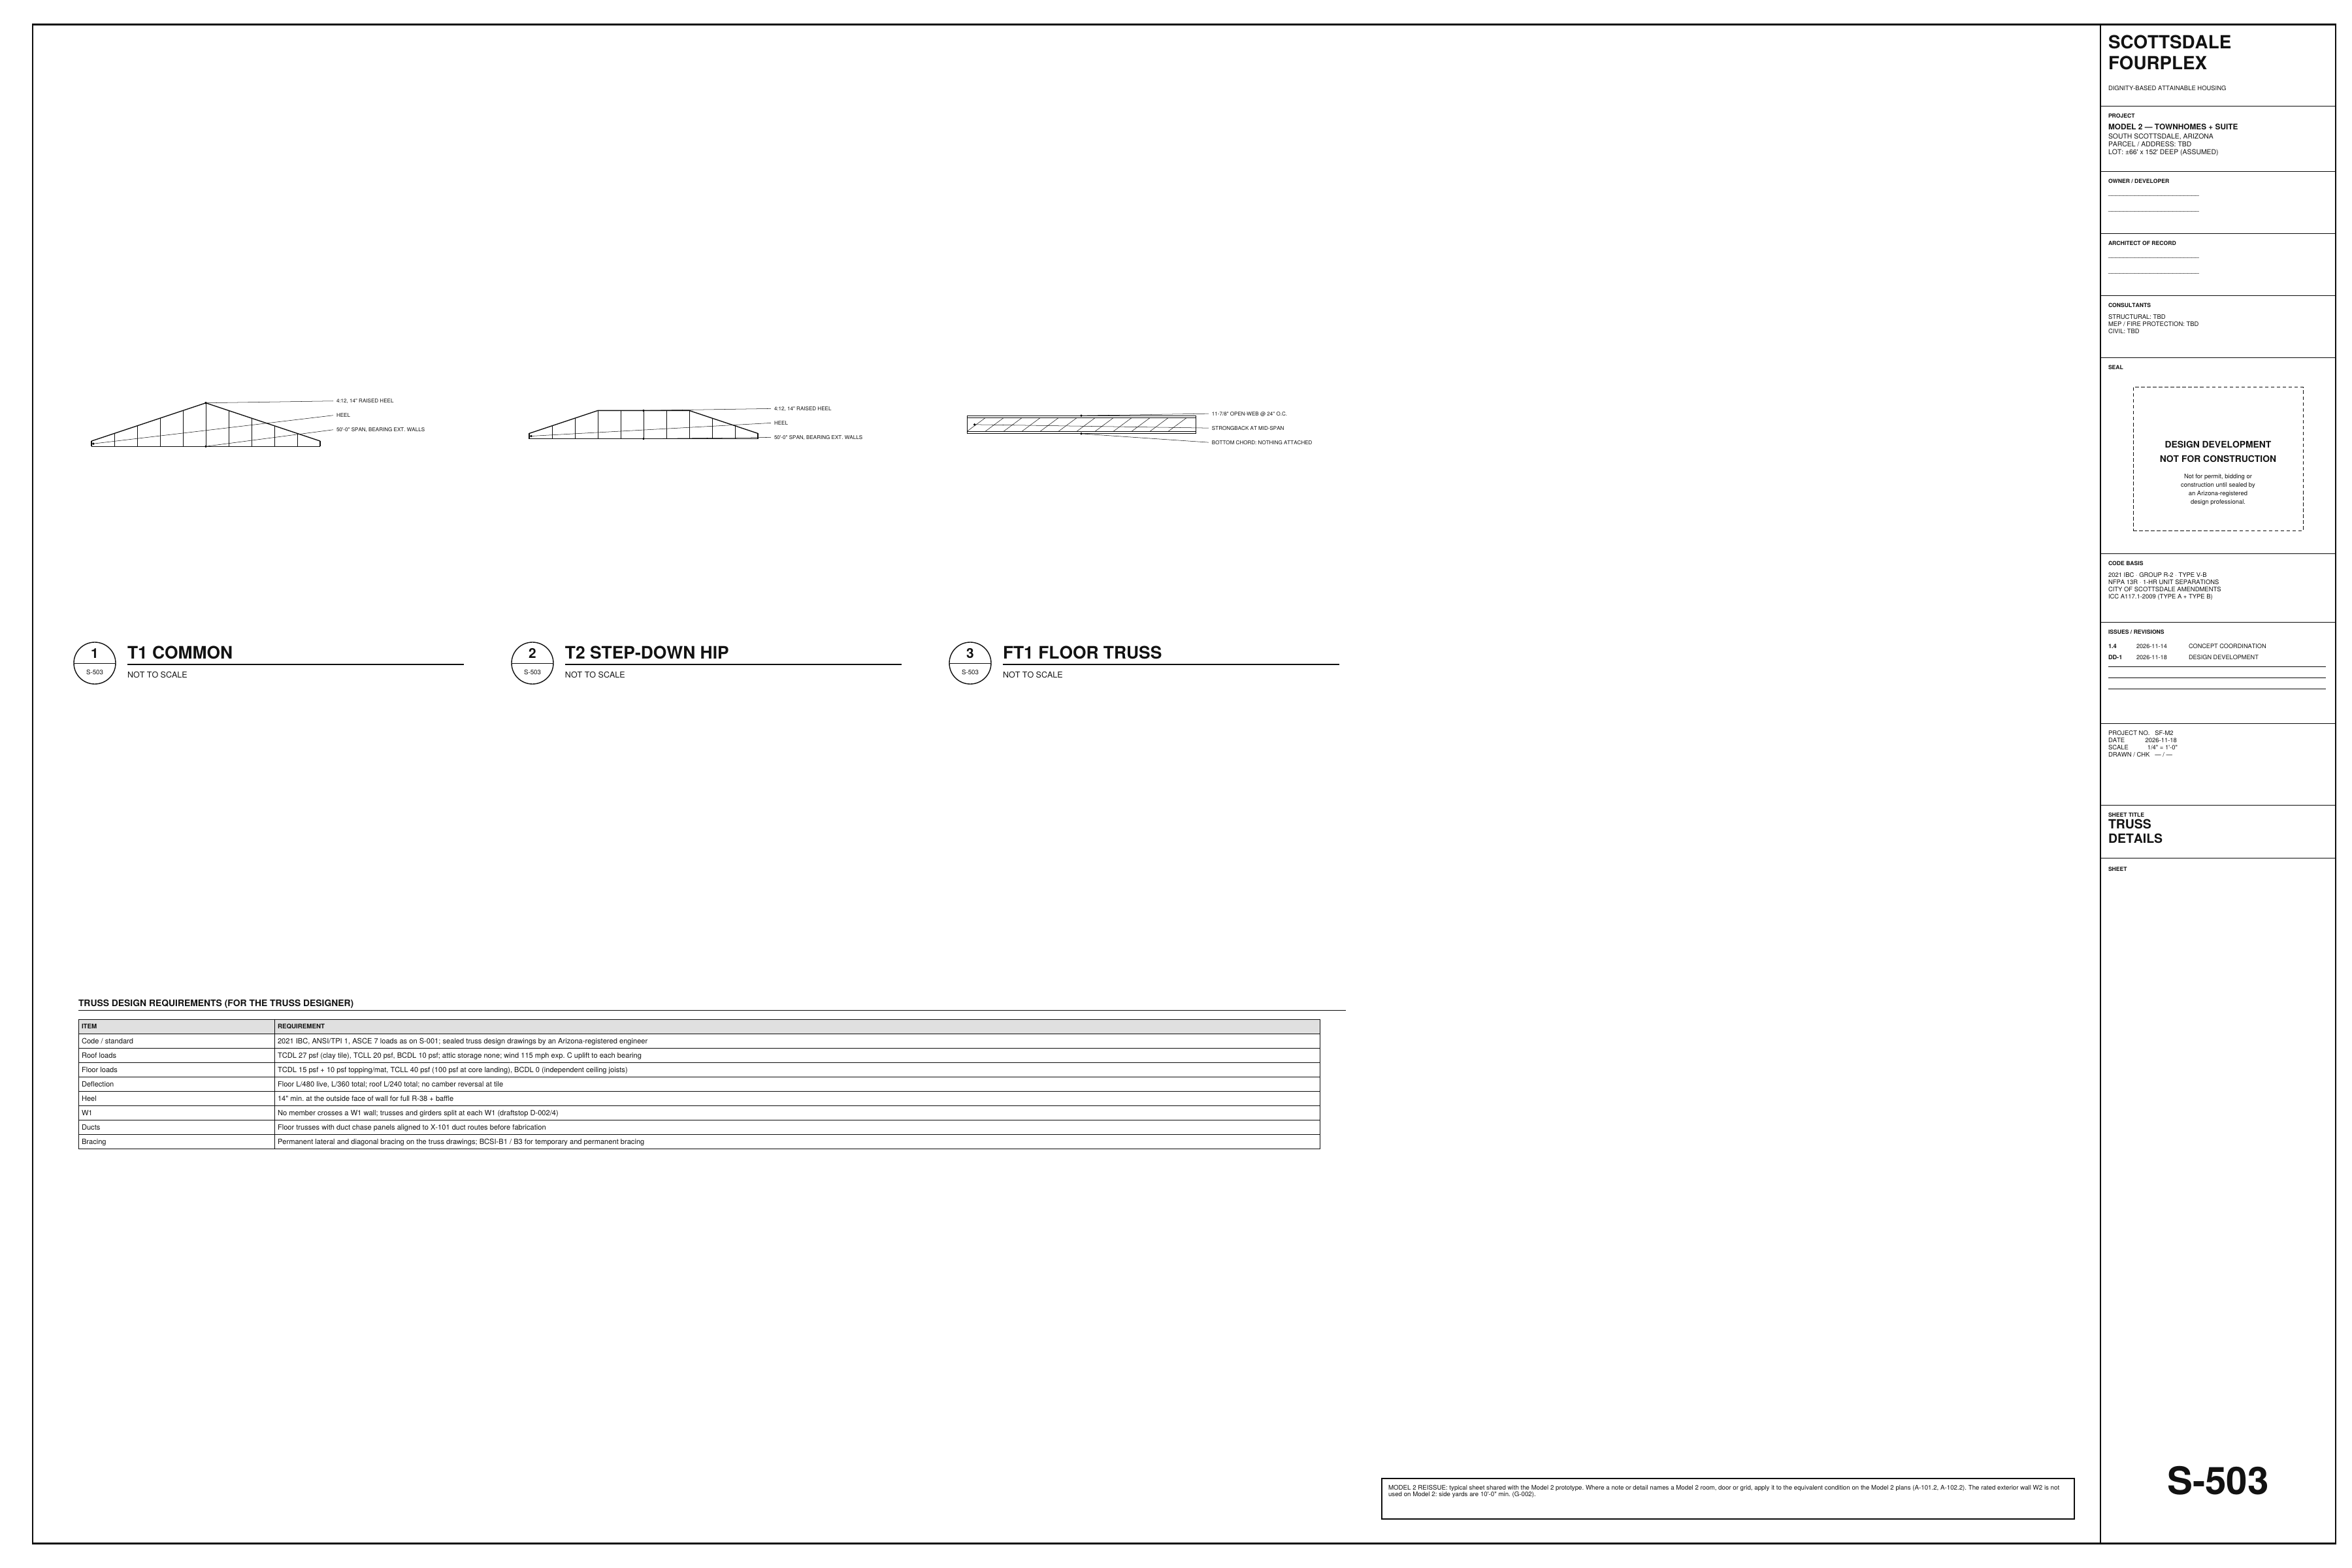 4:12, 14" RAISED HEEL
HEEL
50'-0" SPAN, BEARING EXT. WALLS
4:12, 14" RAISED HEEL
HEEL
50'-0" SPAN, BEARING EXT. WALLS
11-7/8" OPEN-WEB @ 24" O.C.
STRONGBACK AT MID-SPAN
BOTTOM CHORD: NOTHING ATTACHED
1
S-503
T1 COMMON
NOT TO SCALE
2
S-503
T2 STEP-DOWN HIP
NOT TO SCALE
3
S-503
FT1 FLOOR TRUSS
NOT TO SCALE
TRUSS DESIGN REQUIREMENTS (FOR THE TRUSS DESIGNER)
ITEM REQUIREMENT
Code / standard 2021 IBC, ANSI/TPI 1, ASCE 7 loads as on S-001; sealed truss design drawings by an Arizona-registered engineer
Roof loads TCDL 27 psf (clay tile), TCLL 20 psf, BCDL 10 psf; attic storage none; wind 115 mph exp. C uplift to each bearing
Floor loads TCDL 15 psf + 10 psf topping/mat, TCLL 40 psf (100 psf at core landing), BCDL 0 (independent ceiling joists)
Deflection Floor L/480 live, L/360 total; roof L/240 total; no camber reversal at tile
Heel 14" min. at the outside face of wall for full R-38 + baffle
W1 No member crosses a W1 wall; trusses and girders split at each W1 (draftstop D-002/4)
Ducts Floor trusses with duct chase panels aligned to X-101 duct routes before fabrication
Bracing Permanent lateral and diagonal bracing on the truss drawings; BCSI-B1 / B3 for temporary and permanent bracing
MODEL 2 REISSUE: typical sheet shared with the Model 2 prototype. Where a note or detail names a Model 2 room, door or grid, apply it to the equivalent condition on the Model 2 plans (A-101.2, A-102.2). The rated exterior wall W2 is not
used on Model 2: side yards are 10'-0" min. (G-002).
SCOTTSDALE
FOURPLEX
DIGNITY-BASED ATTAINABLE HOUSING
PROJECT
MODEL 2 — TOWNHOMES + SUITE
SOUTH SCOTTSDALE, ARIZONA
PARCEL / ADDRESS: TBD
LOT: ±66' x 152' DEEP (ASSUMED)
OWNER / DEVELOPER
ARCHITECT OF RECORD
CONSULTANTS
STRUCTURAL: TBD
MEP / FIRE PROTECTION: TBD
CIVIL: TBD
SEAL
DESIGN DEVELOPMENT
NOT FOR CONSTRUCTION
Not for permit, bidding or
construction until sealed by
an Arizona-registered
design professional.
CODE BASIS
2021 IBC · GROUP R-2 · TYPE V-B
NFPA 13R · 1-HR UNIT SEPARATIONS
CITY OF SCOTTSDALE AMENDMENTS
ICC A117.1-2009 (TYPE A + TYPE B)
ISSUES / REVISIONS
1.4 2026-11-14 CONCEPT COORDINATION
DD-1 2026-11-18 DESIGN DEVELOPMENT
PROJECT NO. SF-M2
DATE 2026-11-18
SCALE 1/4" = 1'-0"
DRAWN / CHK — / —
SHEET TITLE
TRUSS
DETAILS
SHEET
S-503